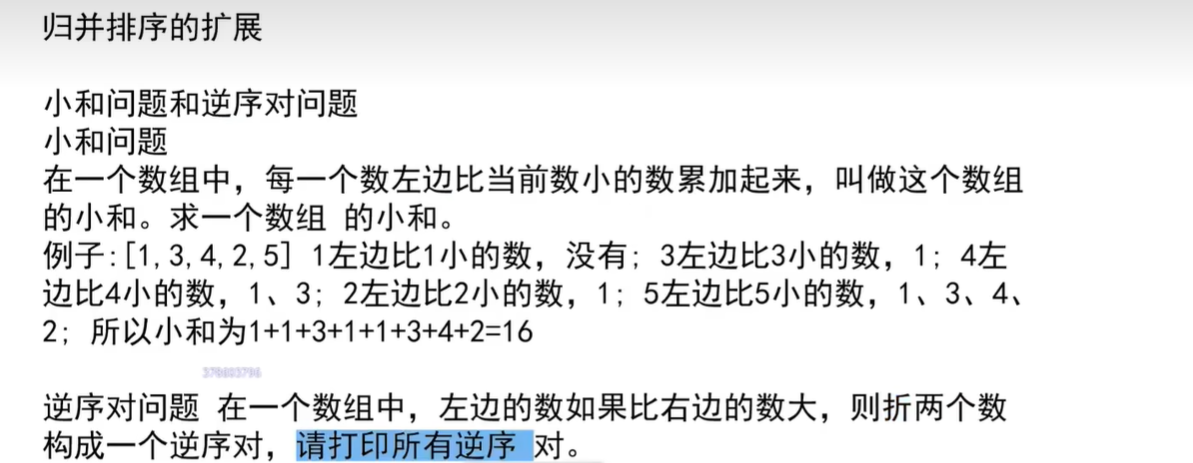 归并排序的扩展
小和问题和逆序对问题
小和问题
在一个数组中，每一个数左边比当前数小的数累加起来，叫做这个数组
的小和。求一个数组 的小和。
例子:[1,3,4,2,5] 1左边比1小的数，没有；3左边比3小的数，1；4左
边比4小的数，1、3；2左边比2小的数，1；5左边比5小的数，1、3、4、
2；所以小和为1+1+3+1+1+3+4+2=16
逆序对问题 在一个数组中，左边的数如果比右边的数大，则折两个数
构成一个逆序对，请打印所有逆序 对。